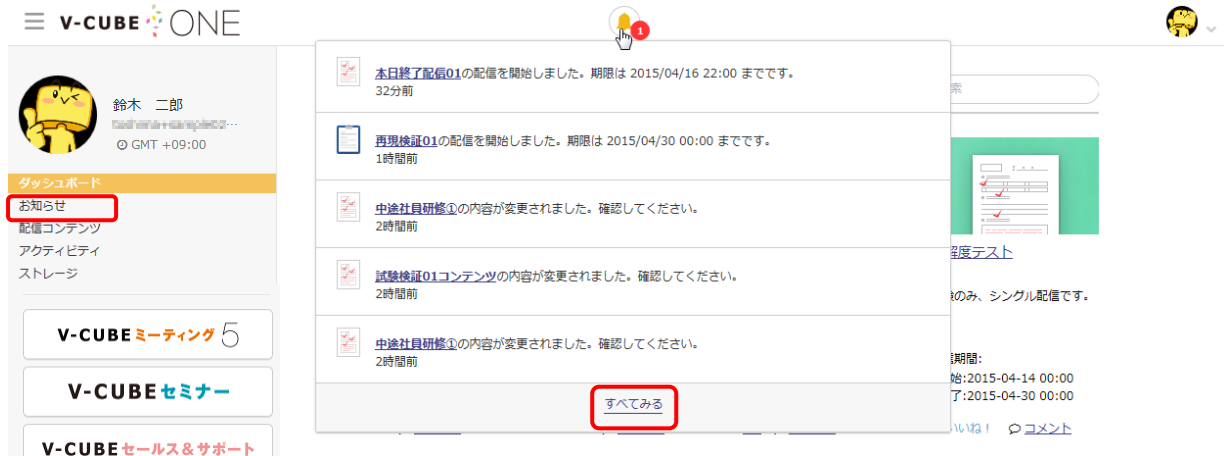 V-CUBE ONE
1
鈴木 二郎
GMT +09:00
ダッシュボード
お知らせ
配信コンテンツ
アクティビティ
ストレージ
V-CUBE ミーティング 5
V-CUBE セミナー
V-CUBE セールス&サポート
本日終了配信01の配信を開始しました。期限は 2015/04/16 22:00 までです。
32分前
再現検証01の配信を開始しました。期限は 2015/04/30 00:00 までです。
1時間前
中途社員研修①の内容が変更されました。確認してください。
2時間前
試験検証01コンテンツの内容が変更されました。確認してください。
2時間前
中途社員研修①の内容が変更されました。確認してください。
2時間前
すべてみる
索
解度テスト
のみ、シングル配信です。
期間:
始:2015-04-14 00:00
了:2015-04-30 00:00
いいね！ コメント